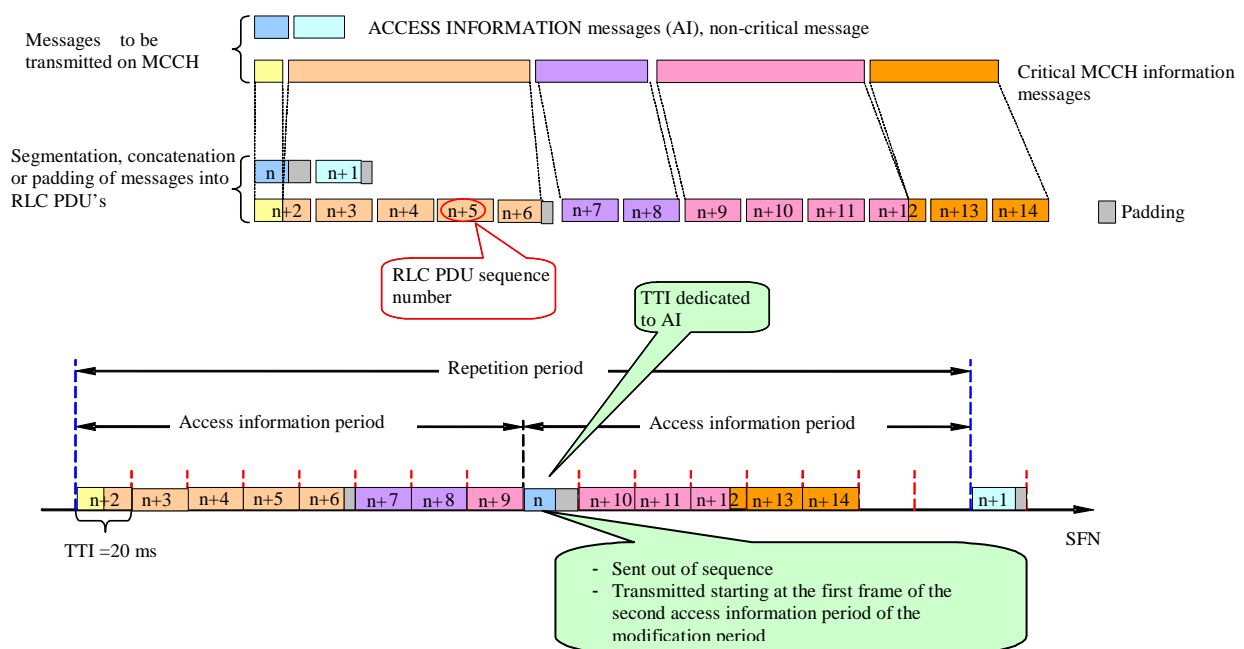 Messages to be
transmitted on MCCH
ACCESS INFORMATION messages (AI), non-critical message
Critical MCCH information
messages
Segmentation, concatenation
or padding of messages into
RLC PDU's
n n+1
n+2 n+3 n+4 n+5 n+6 n+7 n+8 n+9 n+10 n+11 n+12 n+13 n+14
Padding
RLC PDU sequence
number
TTI dedicated
to AI
Repetition period
Access information period Access information period
n+2 n+3 n+4 n+5 n+6 n+7 n+8 n+9 n n+10 n+11 n+12 n+13 n+14 n+1
TTI =20 ms
SFN
- Sent out of sequence
- Transmitted starting at the first frame of the
second access information period of the
modification period